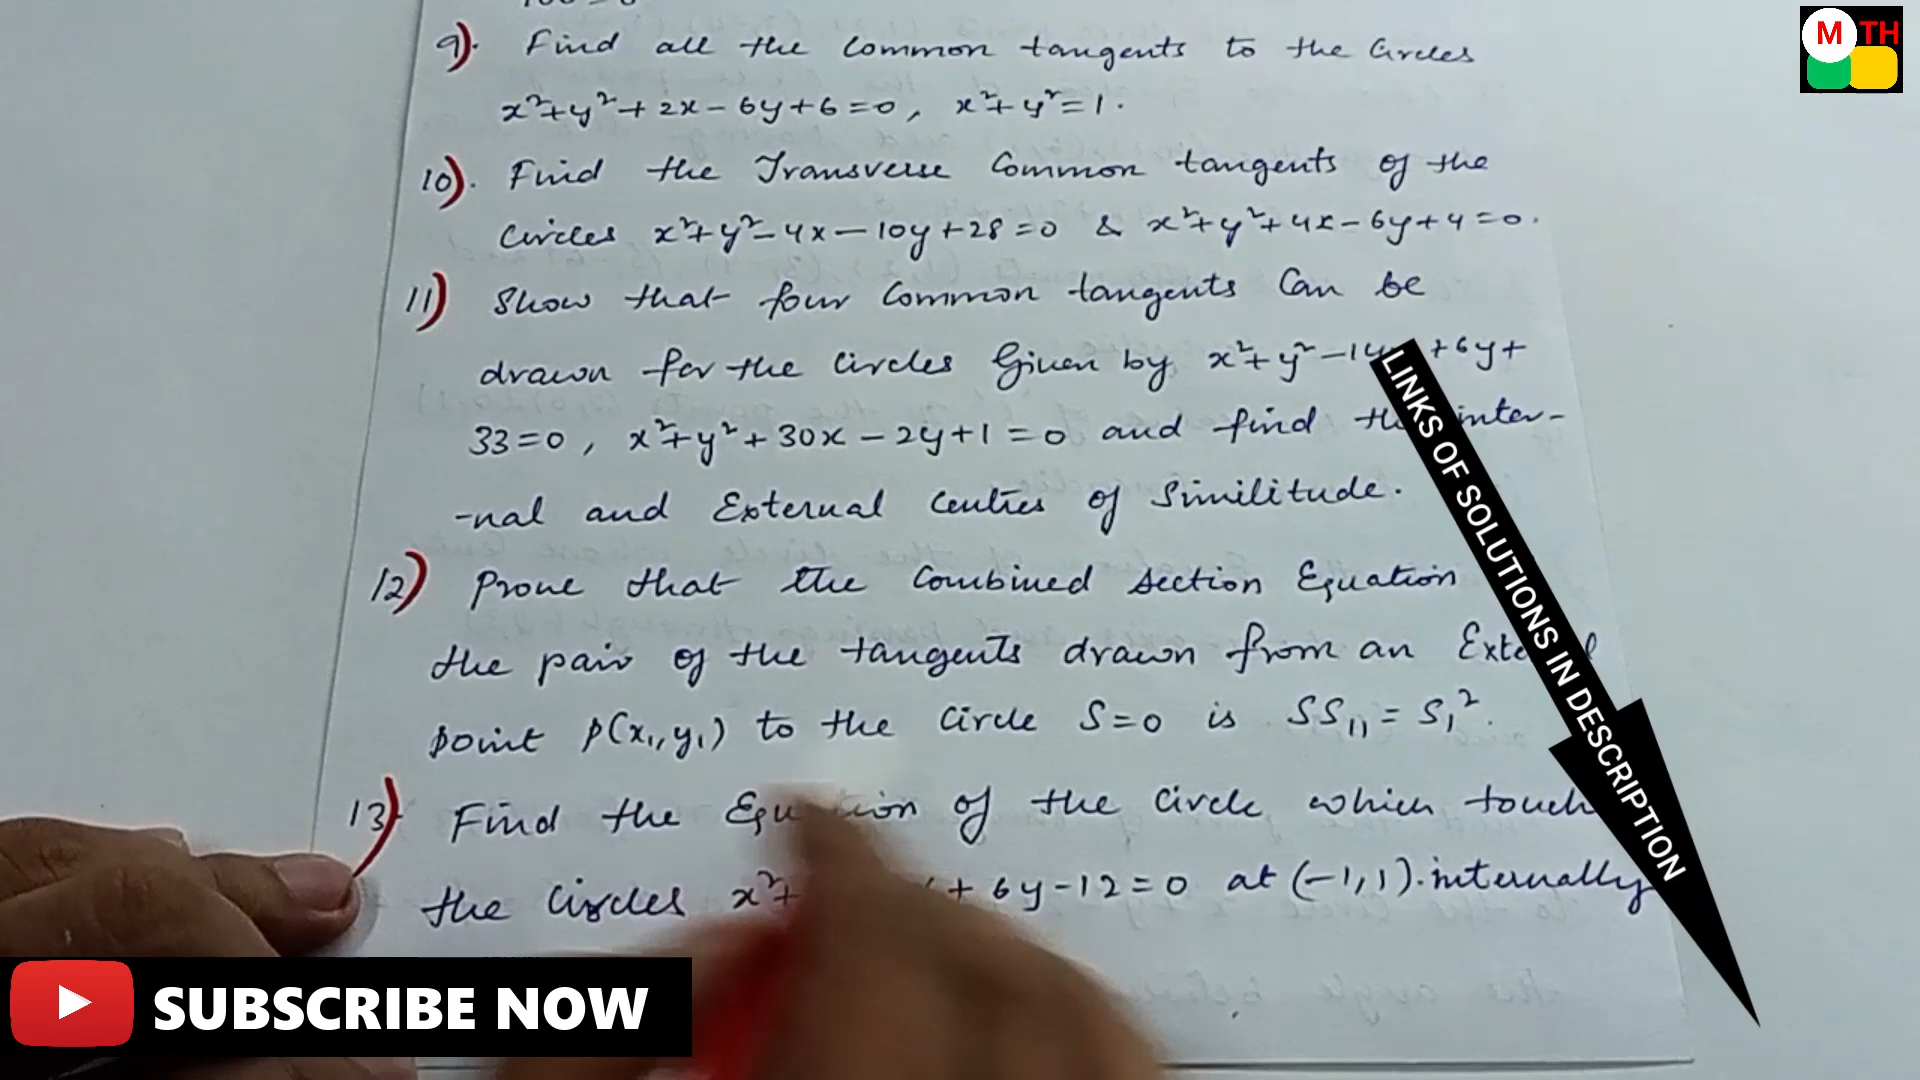 9). Find all the common tangents to the Circles
x²+y²+2x-6y+6=0, x²+y²=1.
10). Find the Transverse Common tangents of the
Circles x²+y²-4x-10y+28=0 & x²+y²+4x-6y+4=0.
11) Show that four Common tangents Can be
drawn for the Circles Given by x²+y²- +6y+
33=0, x²+y²+30x-2y+1=0 and find inter-
-nal and External Centres of Similitude.
12) Prove that the Combined section Equation
the pair of the tangents drawn from an
point P(x₁,y₁) to the Circle S=0 is SS₁₁=S₁².
13) Find the of the Circle which touch
the Circles x²+ + 6y-12=0 at (-1,1). internally
M TH
LINKS OF SOLUTIONS IN DESCRIPTION
SUBSCRIBE NOW